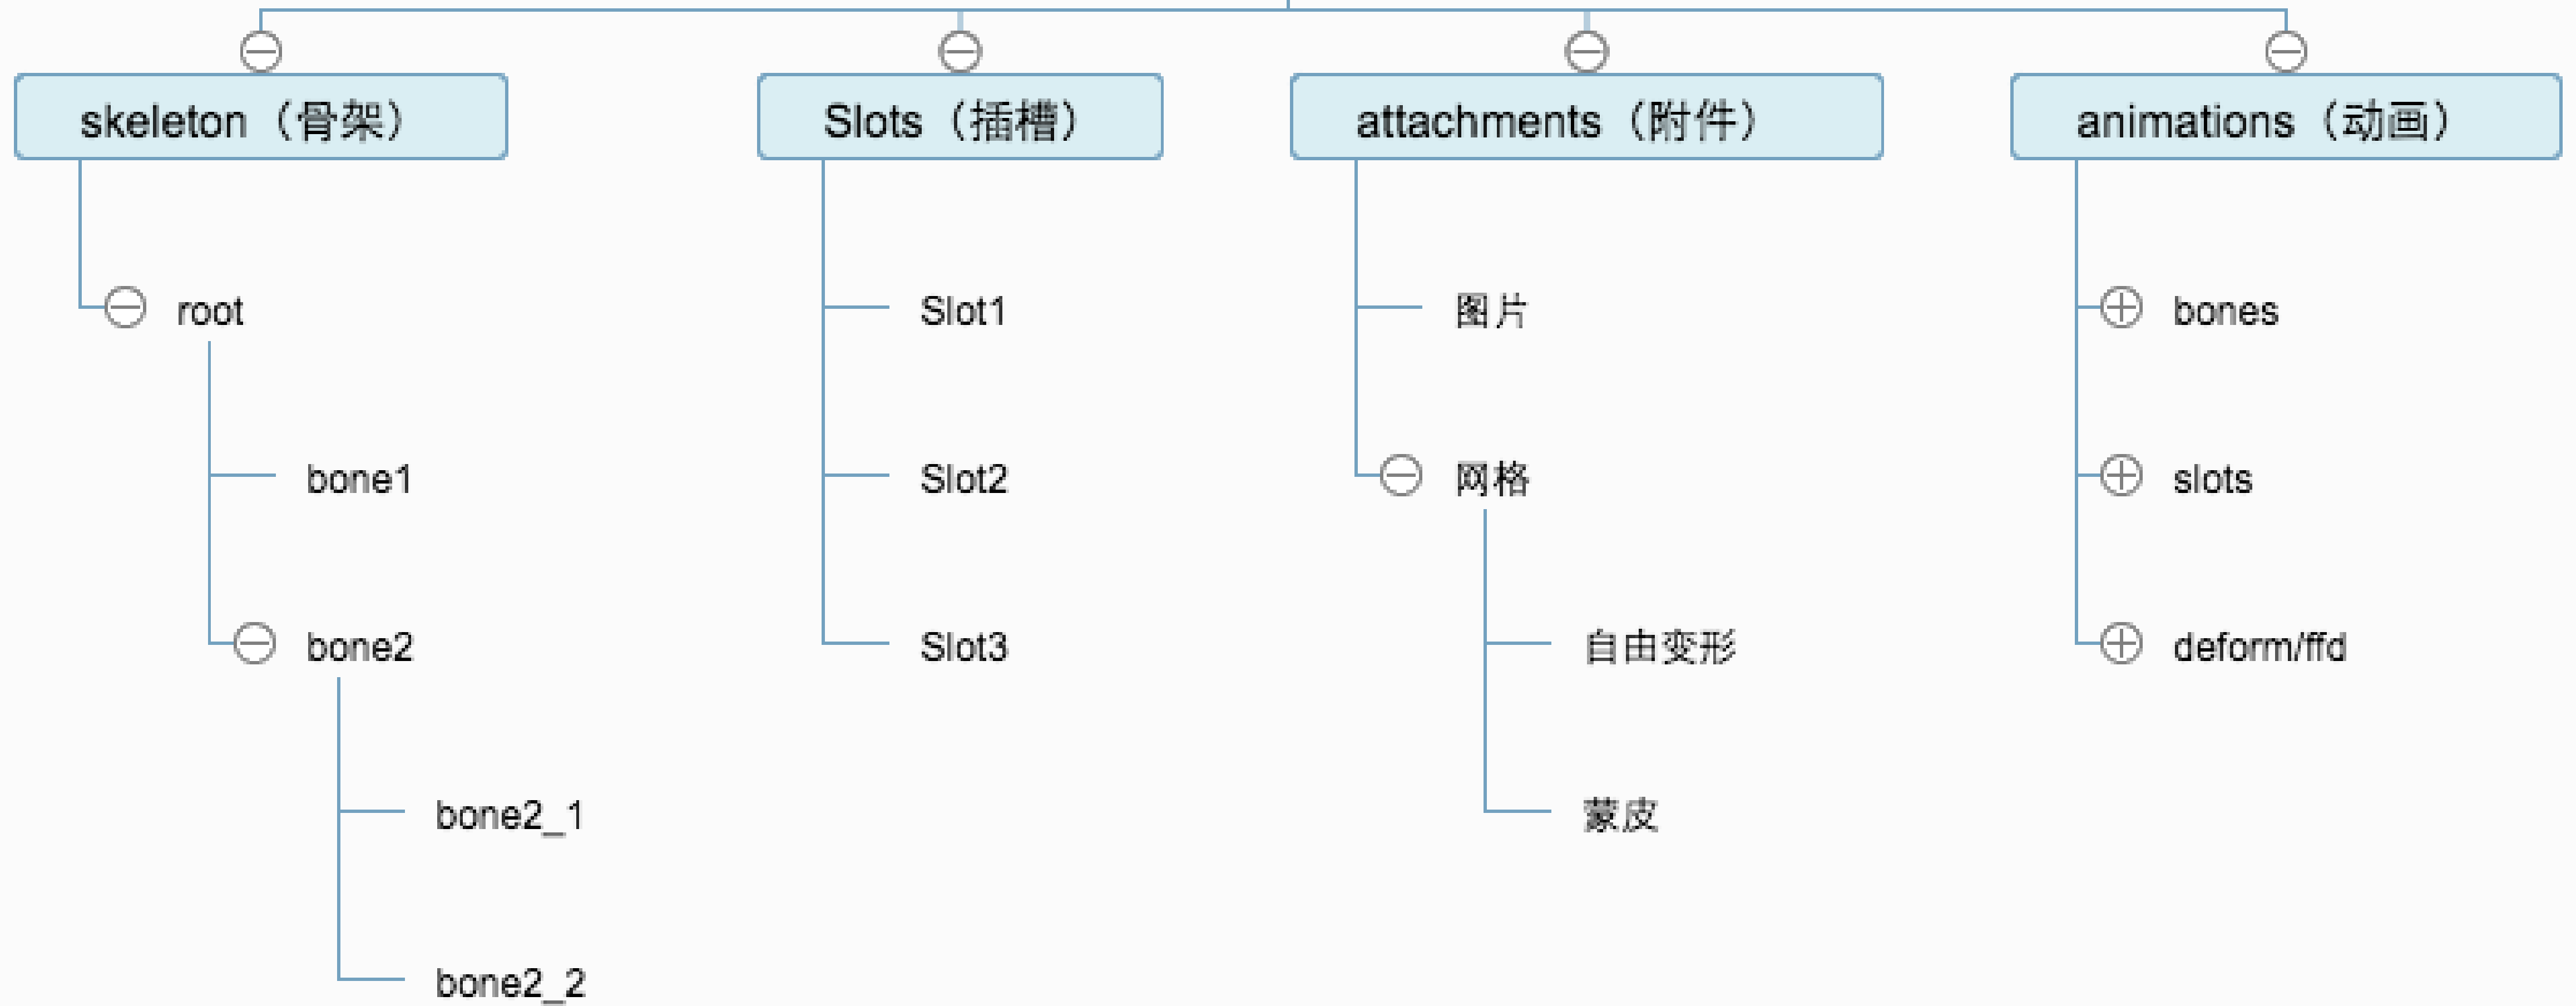 skeleton（骨架）
root
bone1
bone2
bone2_1
bone2_2
Slots（插槽）
Slot1
Slot2
Slot3
attachments（附件）
图片
网格
自由变形
蒙皮
animations（动画）
bones
slots
deform/ffd